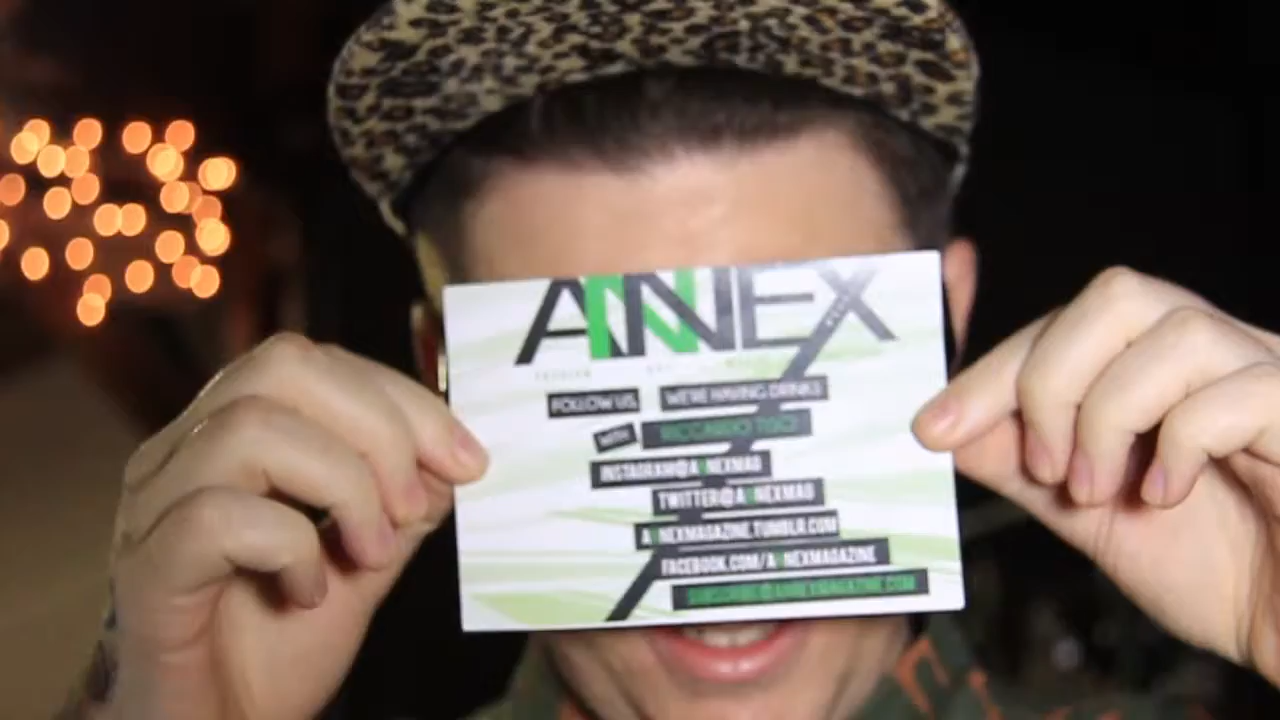 ANNEX
FOLLOW US, WE'RE HAVING DRINKS
WITH RICCARDO TISCI
INSTAGRAM@ANNEXMAG
TWITTER@ANNEXMAG
ANNEXMAGAZINE.TUMBLR.COM
FACEBOOK.COM/ANNEXMAGAZINE